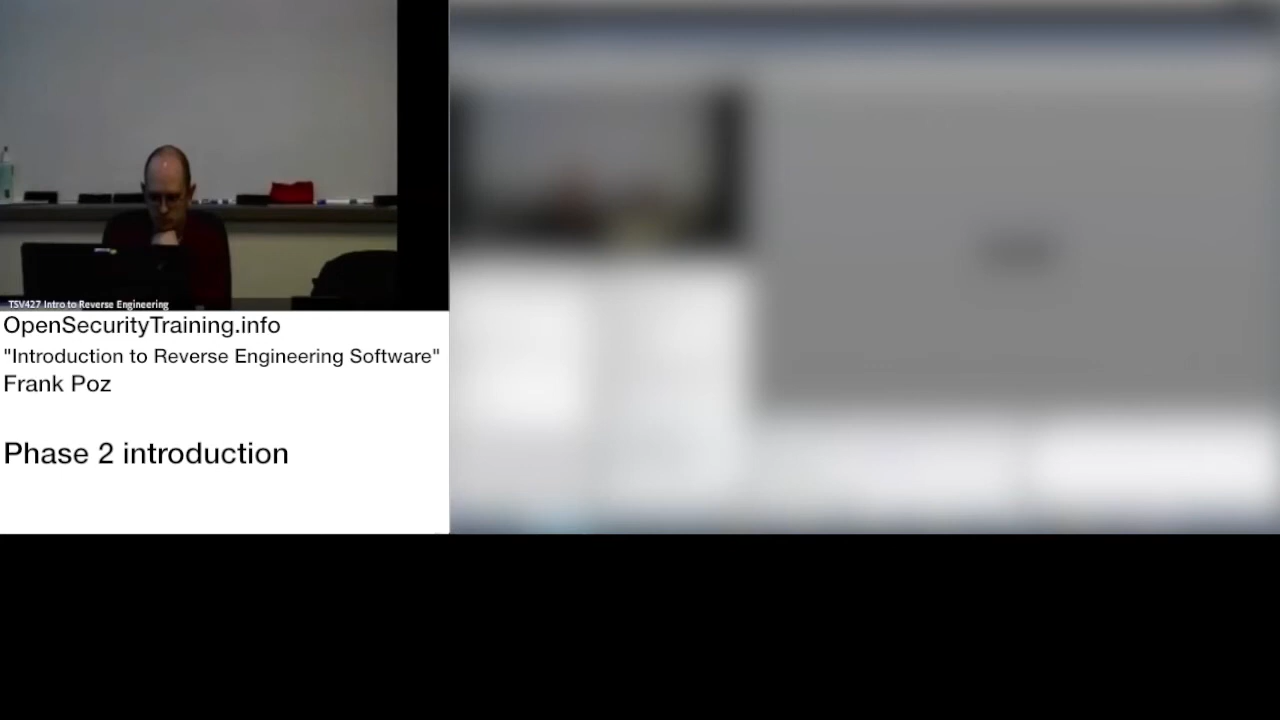 TSV427 Intro to Reverse Engineering
OpenSecurityTraining.info
"Introduction to Reverse Engineering Software"
Frank Poz
Phase 2 introduction